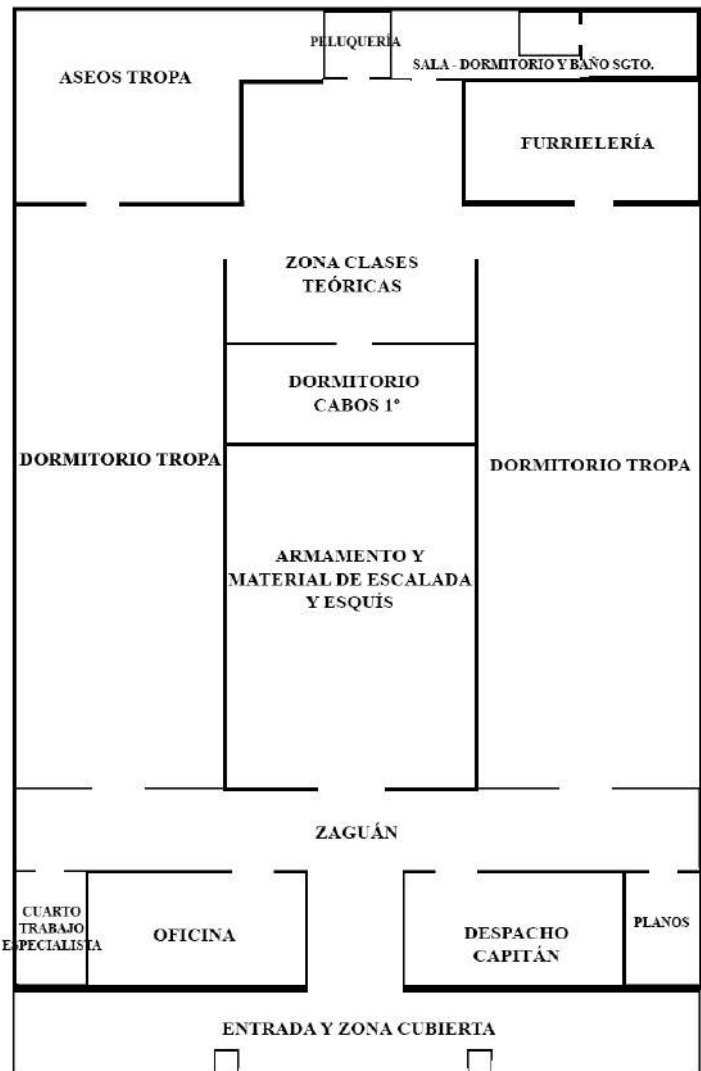 PELUQUERÍA
SALA - DORMITORIO Y BAÑO SGTO.
ASEOS TROPA
FURRIELERÍA
ZONA CLASES
TEÓRICAS
DORMITORIO
CABOS 1º
DORMITORIO TROPA
DORMITORIO TROPA
ARMAMENTO Y
MATERIAL DE ESCALADA
Y ESQUÍS
ZAGUÁN
CUARTO
TRABAJO
ESPECIALISTA
OFICINA
DESPACHO
CAPITÁN
PLANOS
ENTRADA Y ZONA CUBIERTA